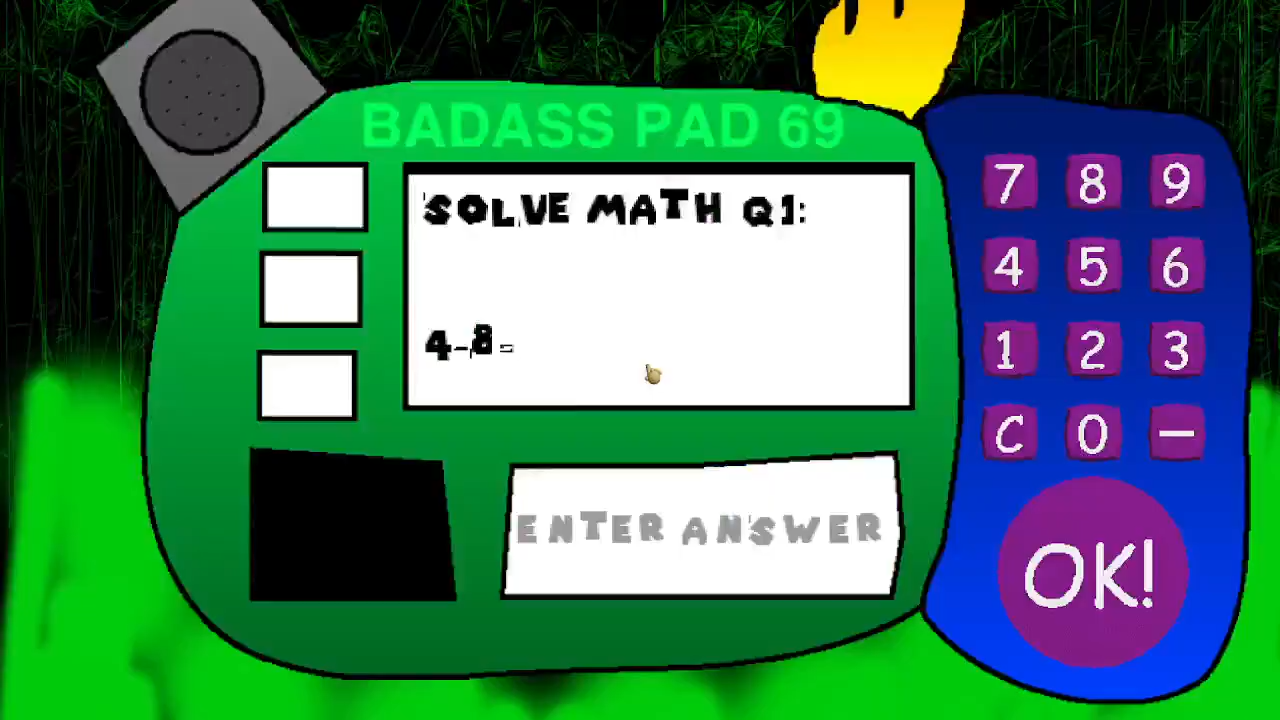 BADASS PAD 69
SOLVE MATH Q1:
4-8=
ENTER ANSWER
7 8 9
4 5 6
1 2 3
C 0 -
OK!